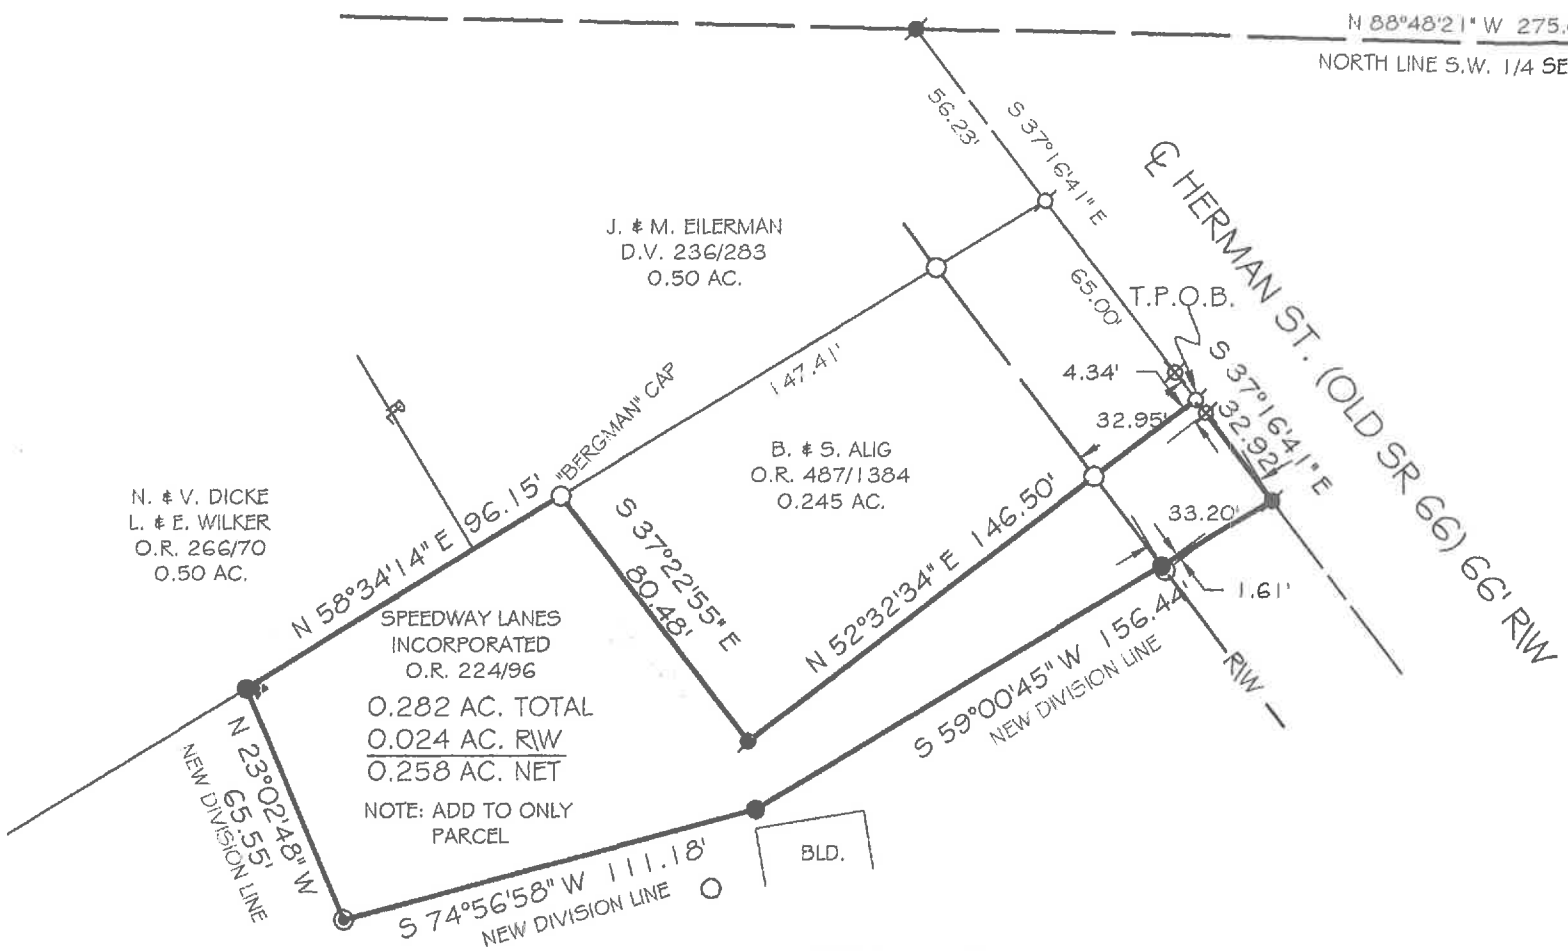 N 88°48'21" W 275.
NORTH LINE S.W. 1/4 SE
56.23'
S 37°16'41" E
℄ HERMAN ST. (OLD SR 66) 66' R\W
J. & M. EILERMAN
D.V. 236/283
0.50 AC.
65.00'
T.P.O.B.
4.34'
S 37°16'41" E
32.92'
32.95'
147.41'
"BERGMAN" CAP
B. & S. ALIG
O.R. 487/1384
0.245 AC.
N. & V. DICKE
L. & E. WILKER
O.R. 266/70
0.50 AC.
N 58°34'14" E 96.15'
S 37°22'55" E
80.48'
N 52°32'34" E 146.50'
33.20'
1.61'
SPEEDWAY LANES
INCORPORATED
O.R. 224/96
0.282 AC. TOTAL
0.024 AC. R\W
0.258 AC. NET
NOTE: ADD TO ONLY
PARCEL
S 59°00'45" W 156.44'
NEW DIVISION LINE
R\W
N 23°02'48" W
65.55'
NEW DIVISION LINE
S 74°56'58" W 111.18'
NEW DIVISION LINE
BLD.